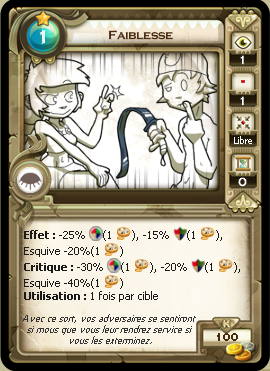 Faiblesse
1
1
1
Libre
0
Effet : -25% (1 ), -15% (1 ),
Esquive -20%(1 )
Critique : -30% (1 ), -20% (1 ),
Esquive -40%(1 )
Utilisation : 1 fois par cible
Avec ce sort, vos adversaires se sentiront
si mous que vous leur rendrez service si
vous les exterminez.
K
100